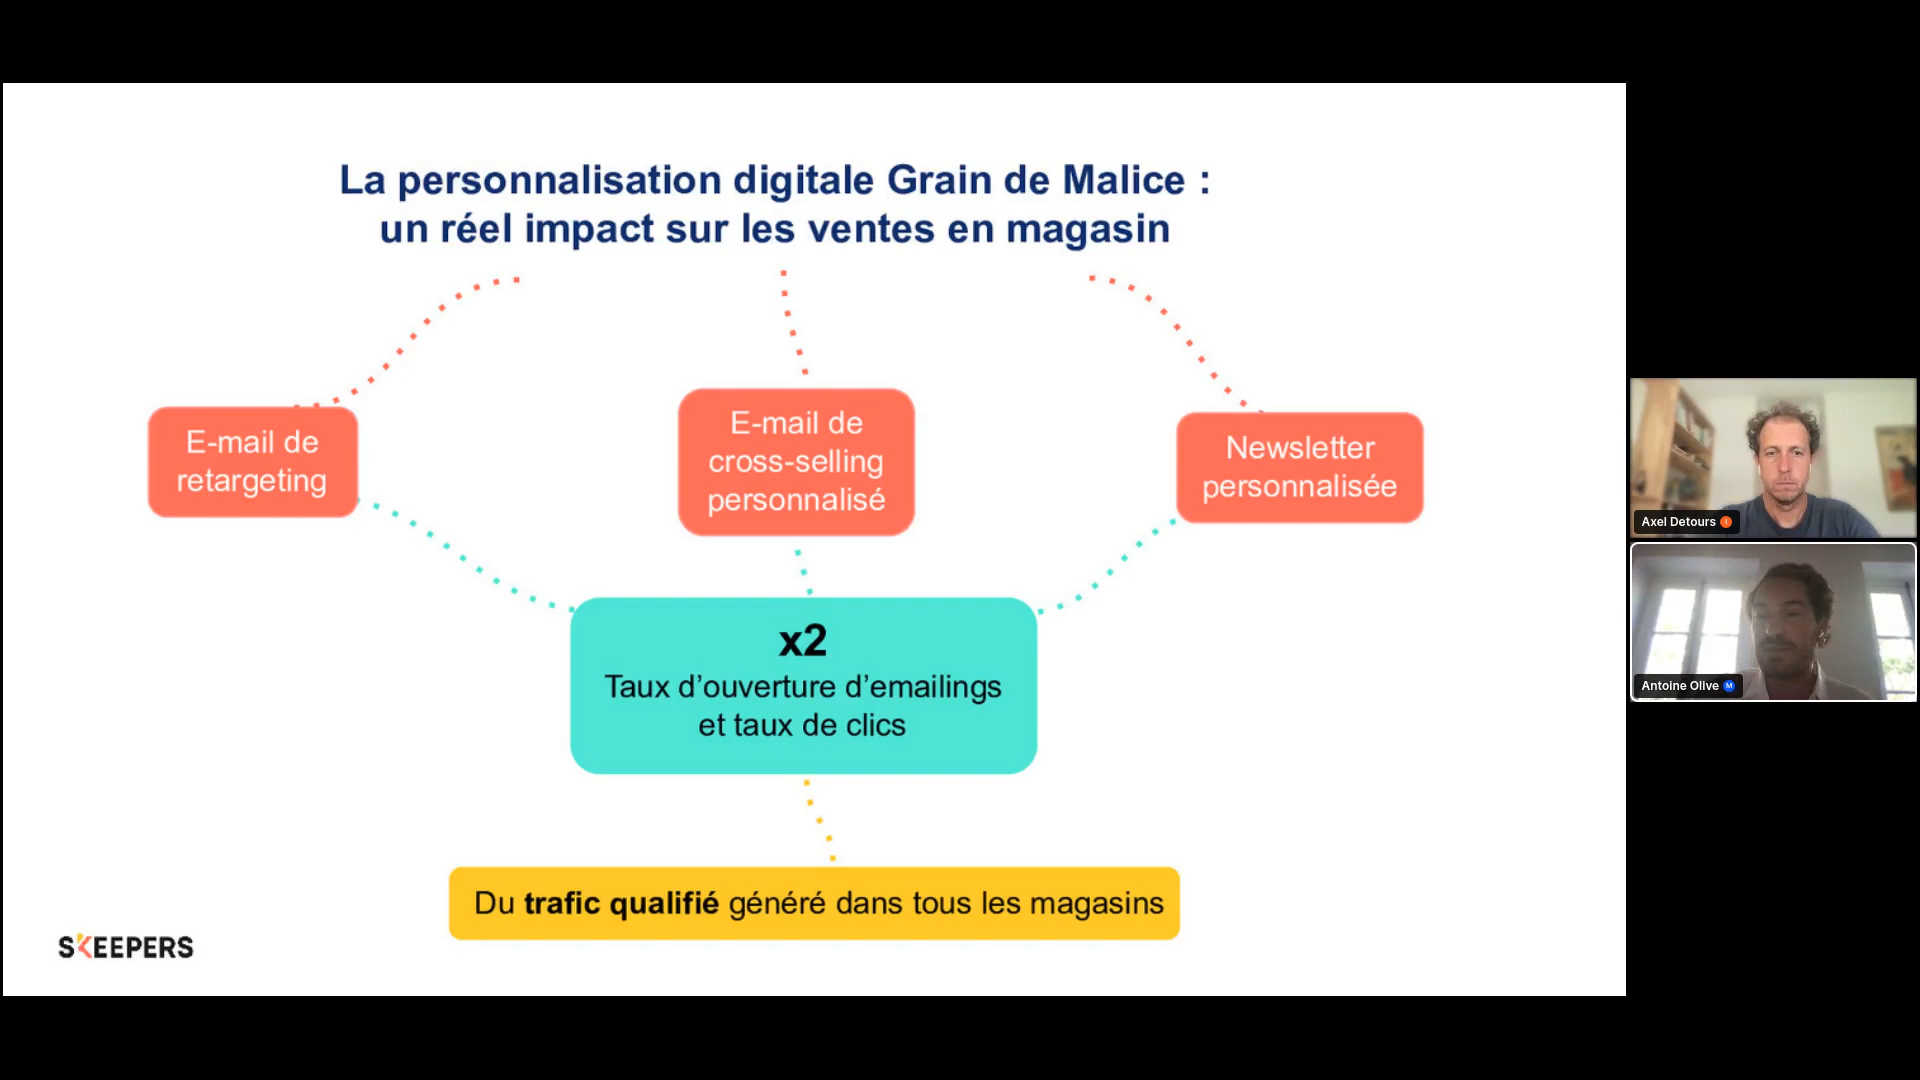 La personnalisation digitale Grain de Malice :
un réel impact sur les ventes en magasin
E-mail de
retargeting
E-mail de
cross-selling
personnalisé
Newsletter
personnalisée
x2
Taux d’ouverture d’emailings
et taux de clics
Du trafic qualifié généré dans tous les magasins
SKEEPERS
Axel Detours I
Antoine Olive M